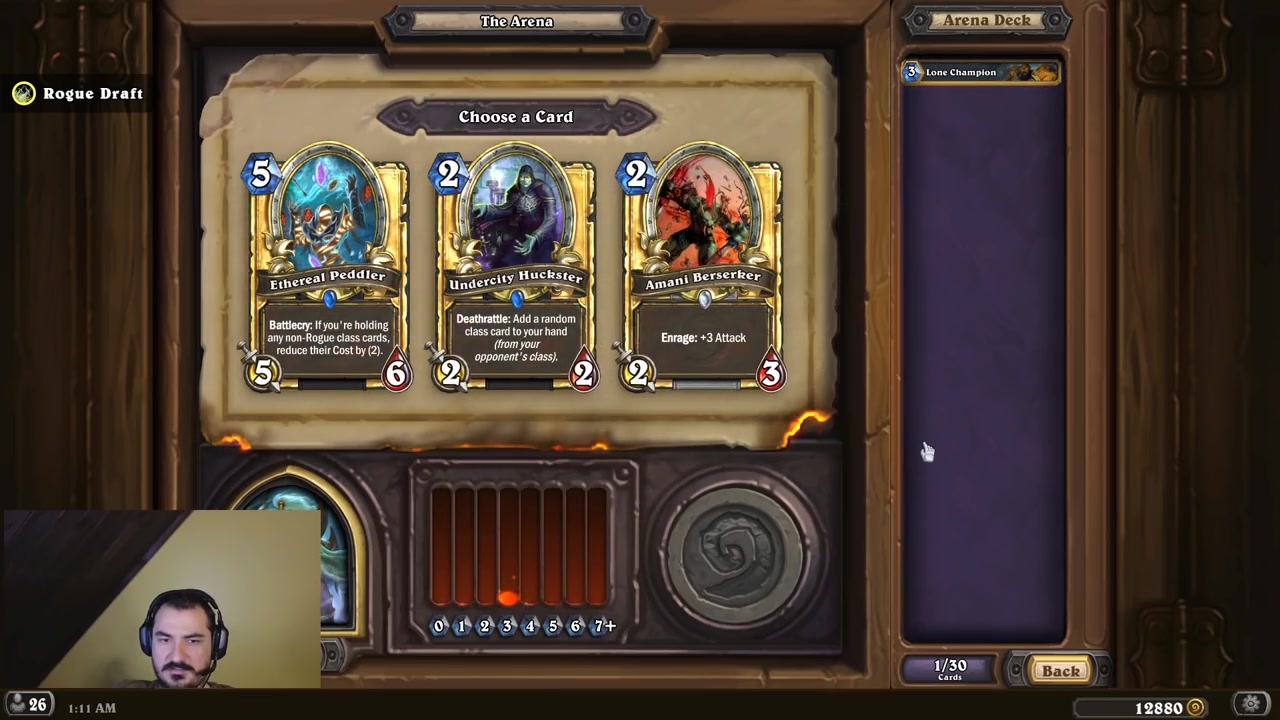 The Arena
Arena Deck
3 Lone Champion
Rogue Draft
Choose a Card
5
Ethereal Peddler
Battlecry: If you're holding
any non-Rogue class cards,
reduce their Cost by (2).
5 6
2
Undercity Huckster
Deathrattle: Add a random
class card to your hand
(from your
opponent's class).
2 2
2
Amani Berserker
Enrage: +3 Attack
2 3
0 1 2 3 4 5 6 7+
1/30
Cards
Back
26
1:11 AM
12880